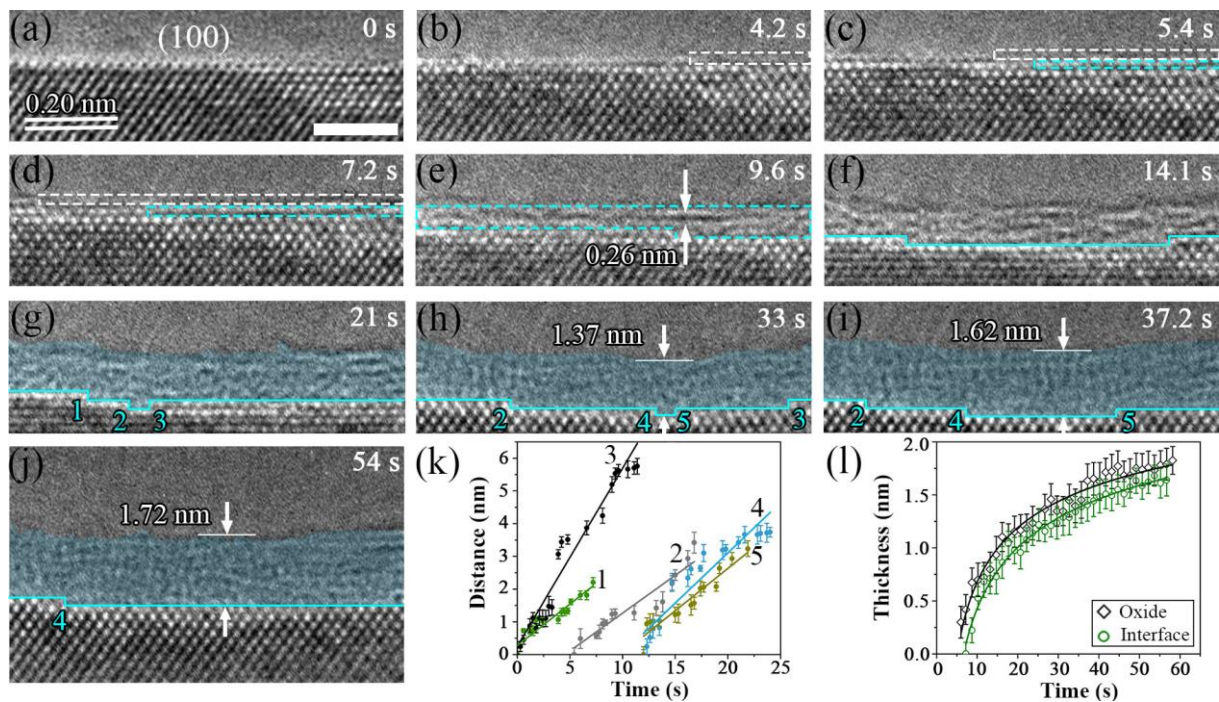 (a) (100) 0 s
0.20 nm
(b) 4.2 s
(c) 5.4 s
(d) 7.2 s
(e) 9.6 s
0.26 nm
(f) 14.1 s
(g) 21 s
1 2 3
(h) 33 s
1.37 nm
2 4 5 3
(i) 37.2 s
1.62 nm
2 4 5
(j) 54 s
1.72 nm
4
(k)
Distance (nm)
6
5
4
3
2
1
0
3
1
2
4
5
0 5 10 15 20 25
Time (s)
(l)
Thickness (nm)
2.0
1.5
1.0
0.5
0.0
Oxide
Interface
0 10 20 30 40 50 60
Time (s)